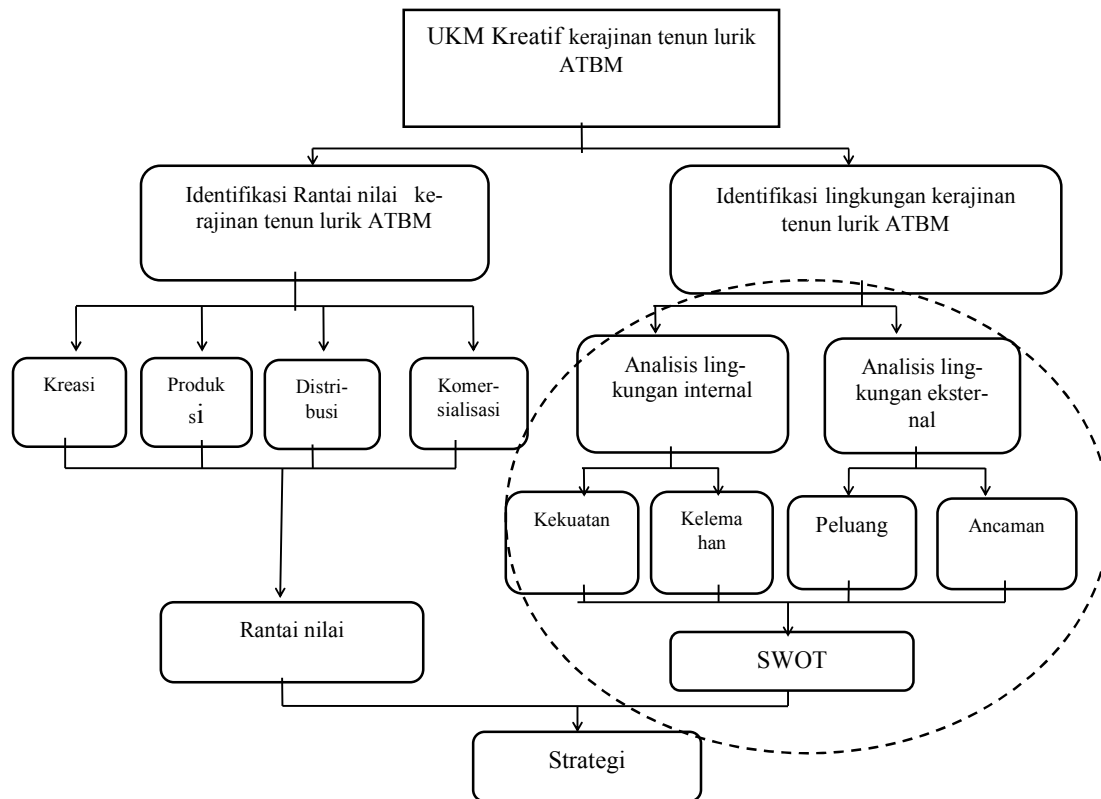 UKM Kreatif kerajinan tenun lurik
ATBM
Identifikasi Rantai nilai ke-
rajinan tenun lurik ATBM
Identifikasi lingkungan kerajinan
tenun lurik ATBM
Kreasi
Produk
si
Distri-
busi
Komer-
sialisasi
Analisis ling-
kungan internal
Analisis ling-
kungan ekster-
nal
Kekuatan
Kelema
han
Peluang
Ancaman
Rantai nilai
SWOT
Strategi